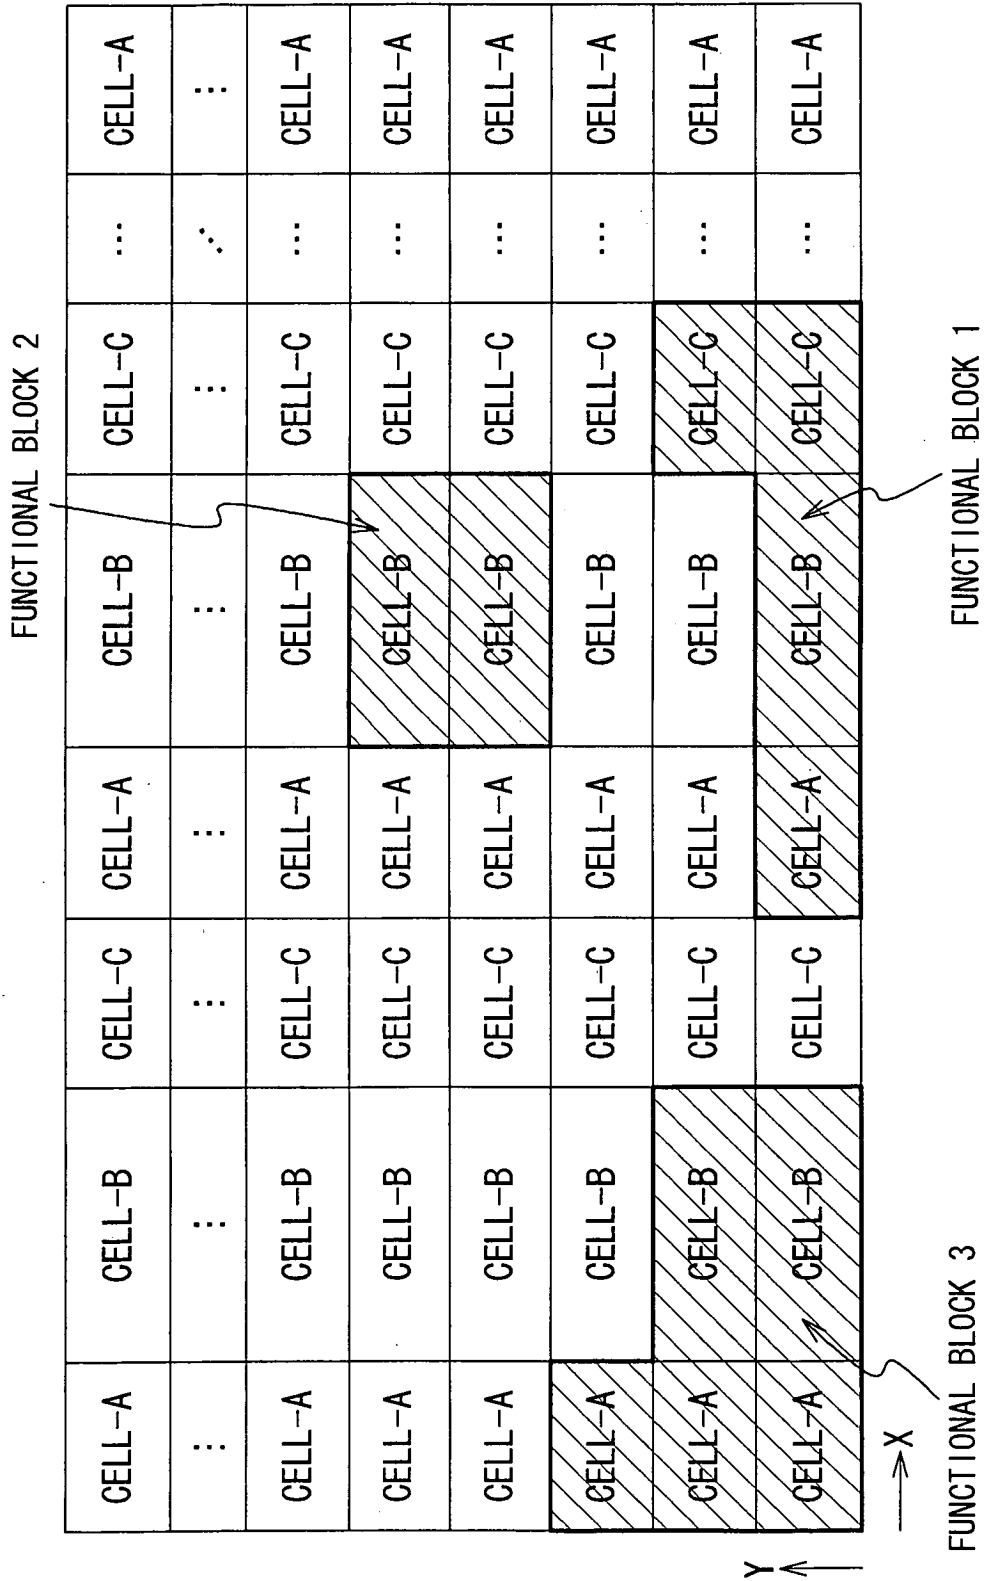 FUNCTIONAL BLOCK 2
CELL-A CELL-B CELL-C CELL-A CELL-B CELL-C ...
CELL-A
⋮ ⋮ ⋮ ⋮ ⋮ ⋮ ⋱ ⋮
CELL-A CELL-B CELL-C CELL-A CELL-B CELL-C ... CELL-A
CELL-A CELL-B CELL-C CELL-A CELL-B CELL-C ... CELL-A
CELL-A CELL-B CELL-C CELL-A CELL-B CELL-C ... CELL-A
CELL-A CELL-B CELL-C CELL-A CELL-B CELL-C ... CELL-A
CELL-A CELL-B CELL-C CELL-A CELL-B CELL-C ... CELL-A
CELL-A CELL-B CELL-C CELL-A CELL-B CELL-C ... CELL-A
Y
X
FUNCTIONAL BLOCK 3
FUNCTIONAL BLOCK 1